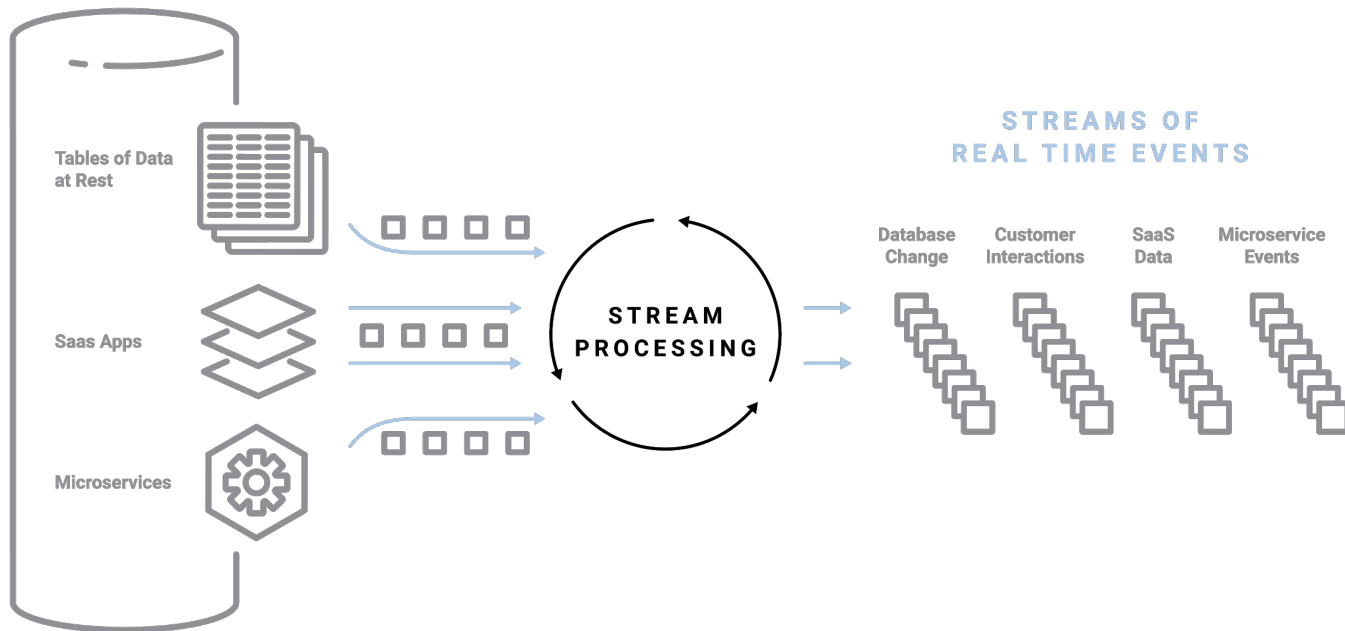 Tables of Data
at Rest
Saas Apps
Microservices
STREAM
PROCESSING
STREAMS OF
REAL TIME EVENTS
Database
Change
Customer
Interactions
SaaS
Data
Microservice
Events